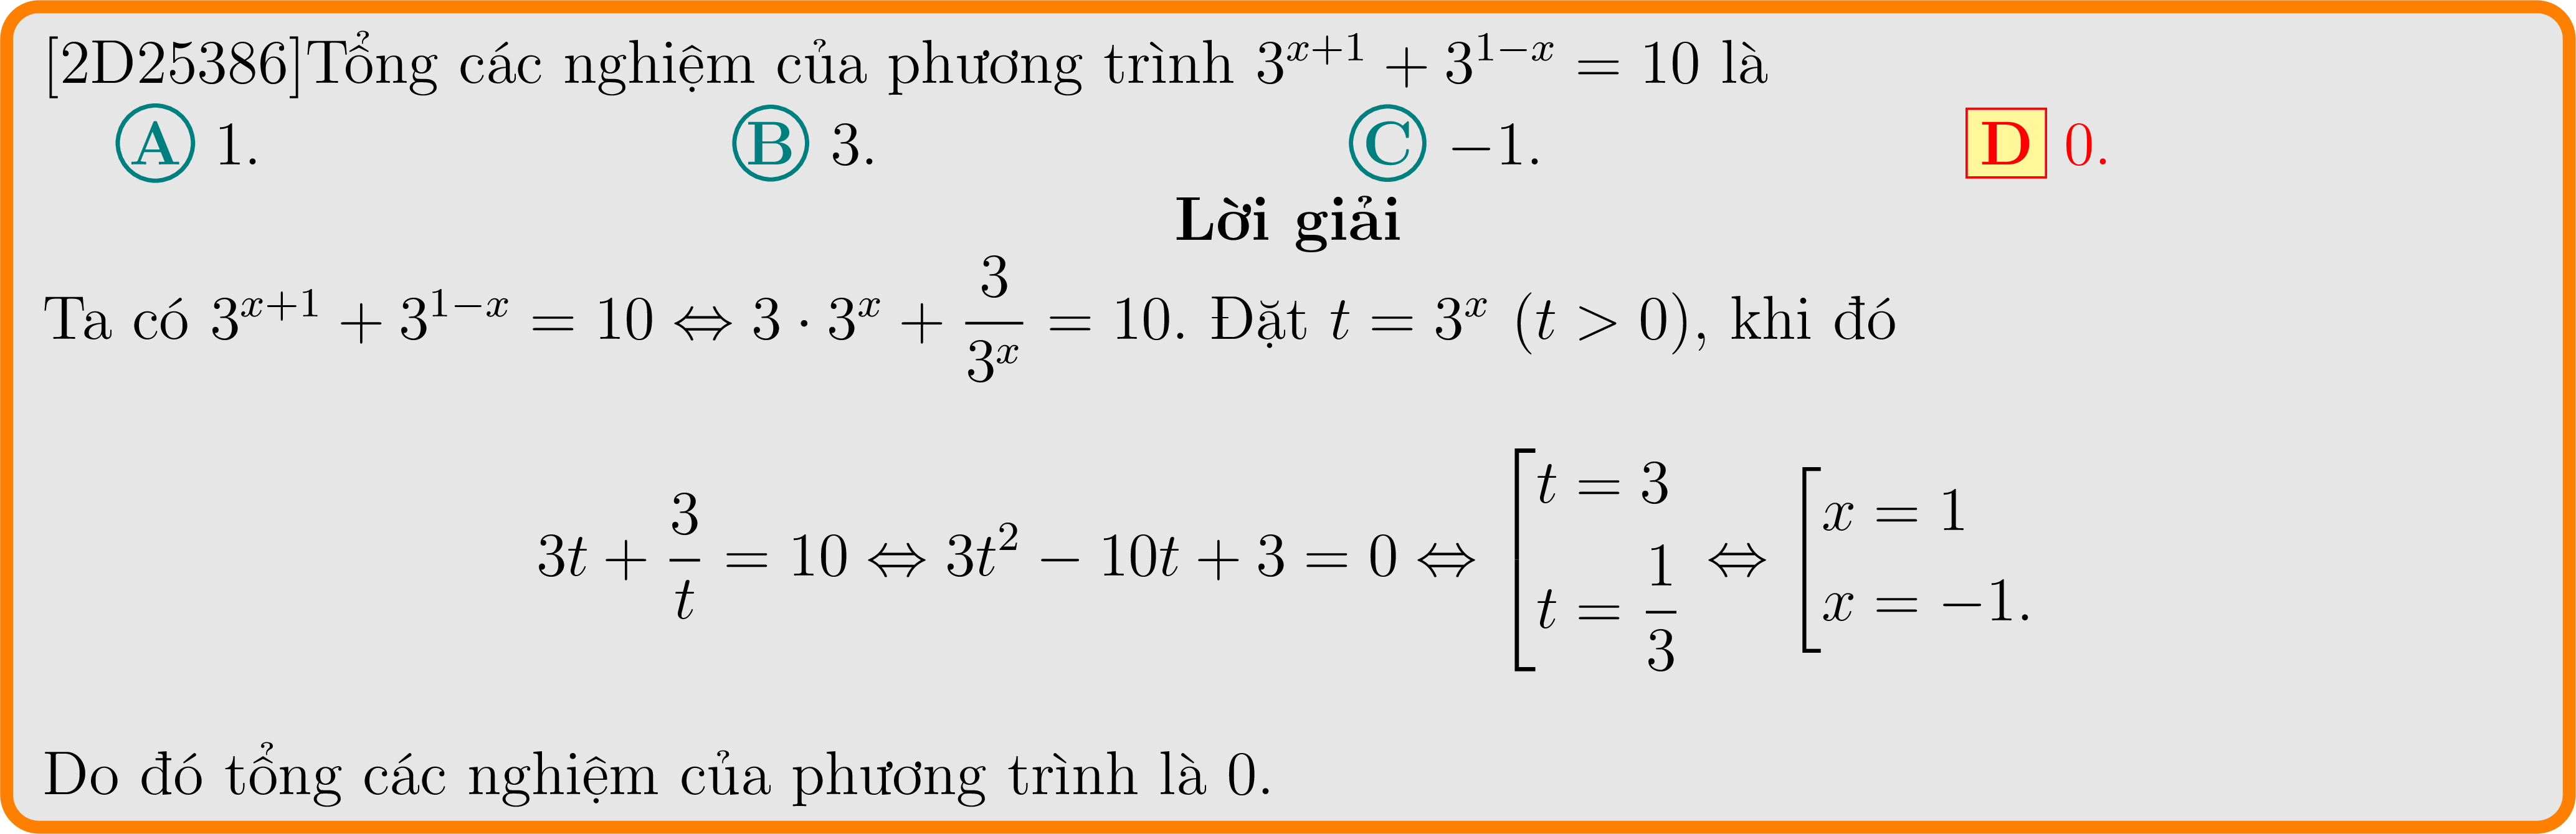 [2D25386]Tổng các nghiệm của phương trình $3^{x+1} + 3^{1-x} = 10$ là
A 1. B 3. C −1. D 0.
Lời giải
Ta có $3^{x+1} + 3^{1-x} = 10 \Leftrightarrow 3 \cdot 3^x + \dfrac{3}{3^x} = 10$. Đặt $t = 3^x$ $(t > 0)$, khi đó
$3t + \dfrac{3}{t} = 10 \Leftrightarrow 3t^2 - 10t + 3 = 0 \Leftrightarrow \left[\begin{array}{l} t = 3 \\ t = \dfrac{1}{3} \end{array}\right. \Leftrightarrow \left[\begin{array}{l} x = 1 \\ x = -1. \end{array}\right.$
Do đó tổng các nghiệm của phương trình là 0.